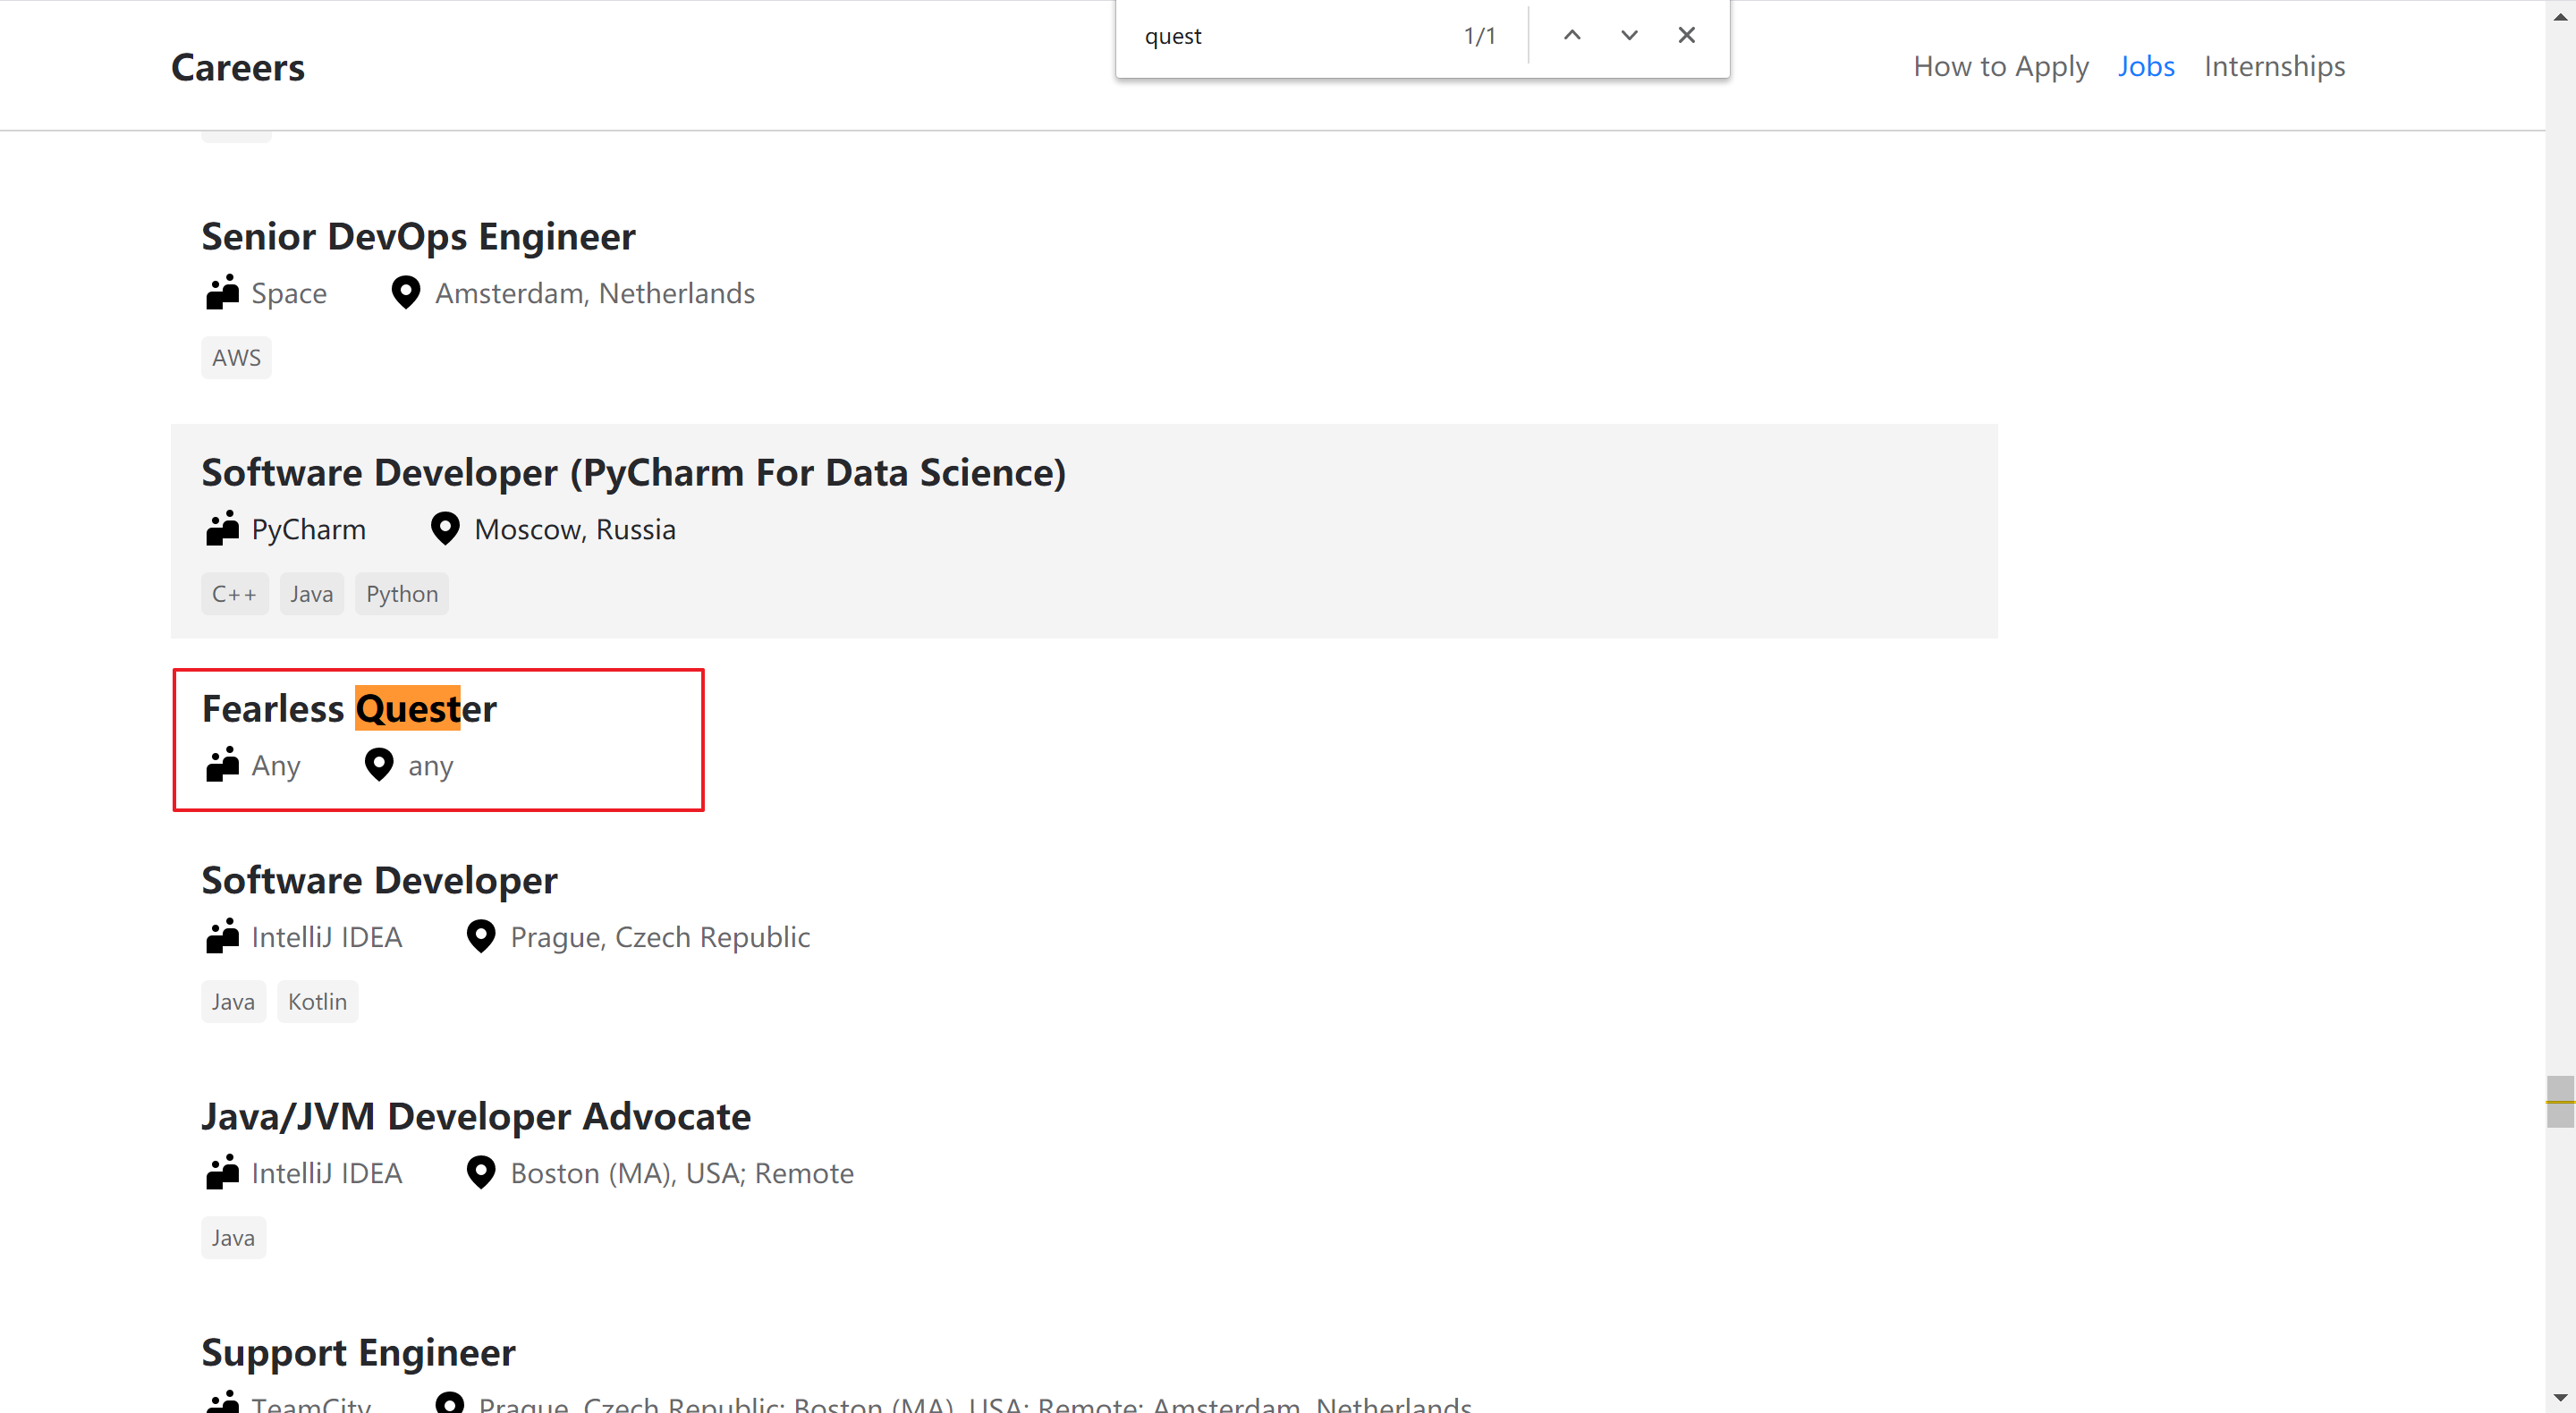 quest 1/1
Careers How to Apply Jobs Internships
Senior DevOps Engineer
Space Amsterdam, Netherlands
AWS
Software Developer (PyCharm For Data Science)
PyCharm Moscow, Russia
C++ Java Python
Fearless Quester
Any any
Software Developer
IntelliJ IDEA Prague, Czech Republic
Java Kotlin
Java/JVM Developer Advocate
IntelliJ IDEA Boston (MA), USA; Remote
Java
Support Engineer
TeamCity Prague, Czech Republic; Boston (MA), USA; Remote; Amsterdam, Netherlands